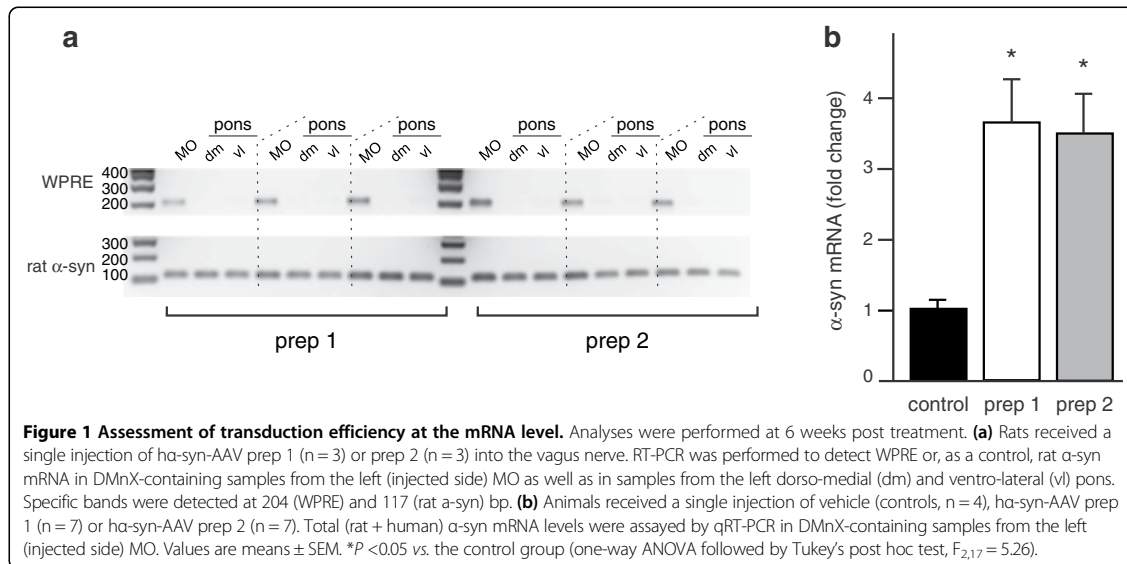 a
pons pons pons pons pons pons
MO dm vl MO dm vl MO dm vl MO dm vl MO dm vl MO dm vl
WPRE
400
300
200
rat α-syn
300
200
100
prep 1 prep 2
b
α-syn mRNA (fold change)
* *
4
3
2
1
0
control prep 1 prep 2
Figure 1 Assessment of transduction efficiency at the mRNA level. Analyses were performed at 6 weeks post treatment. (a) Rats received a
single injection of hα-syn-AAV prep 1 (n = 3) or prep 2 (n = 3) into the vagus nerve. RT-PCR was performed to detect WPRE or, as a control, rat α-syn
mRNA in DMnX-containing samples from the left (injected side) MO as well as in samples from the left dorso-medial (dm) and ventro-lateral (vl) pons.
Specific bands were detected at 204 (WPRE) and 117 (rat a-syn) bp. (b) Animals received a single injection of vehicle (controls, n = 4), hα-syn-AAV prep
1 (n = 7) or hα-syn-AAV prep 2 (n = 7). Total (rat + human) α-syn mRNA levels were assayed by qRT-PCR in DMnX-containing samples from the left
(injected side) MO. Values are means ± SEM. *P <0.05 vs. the control group (one-way ANOVA followed by Tukey's post hoc test, F2,17 = 5.26).